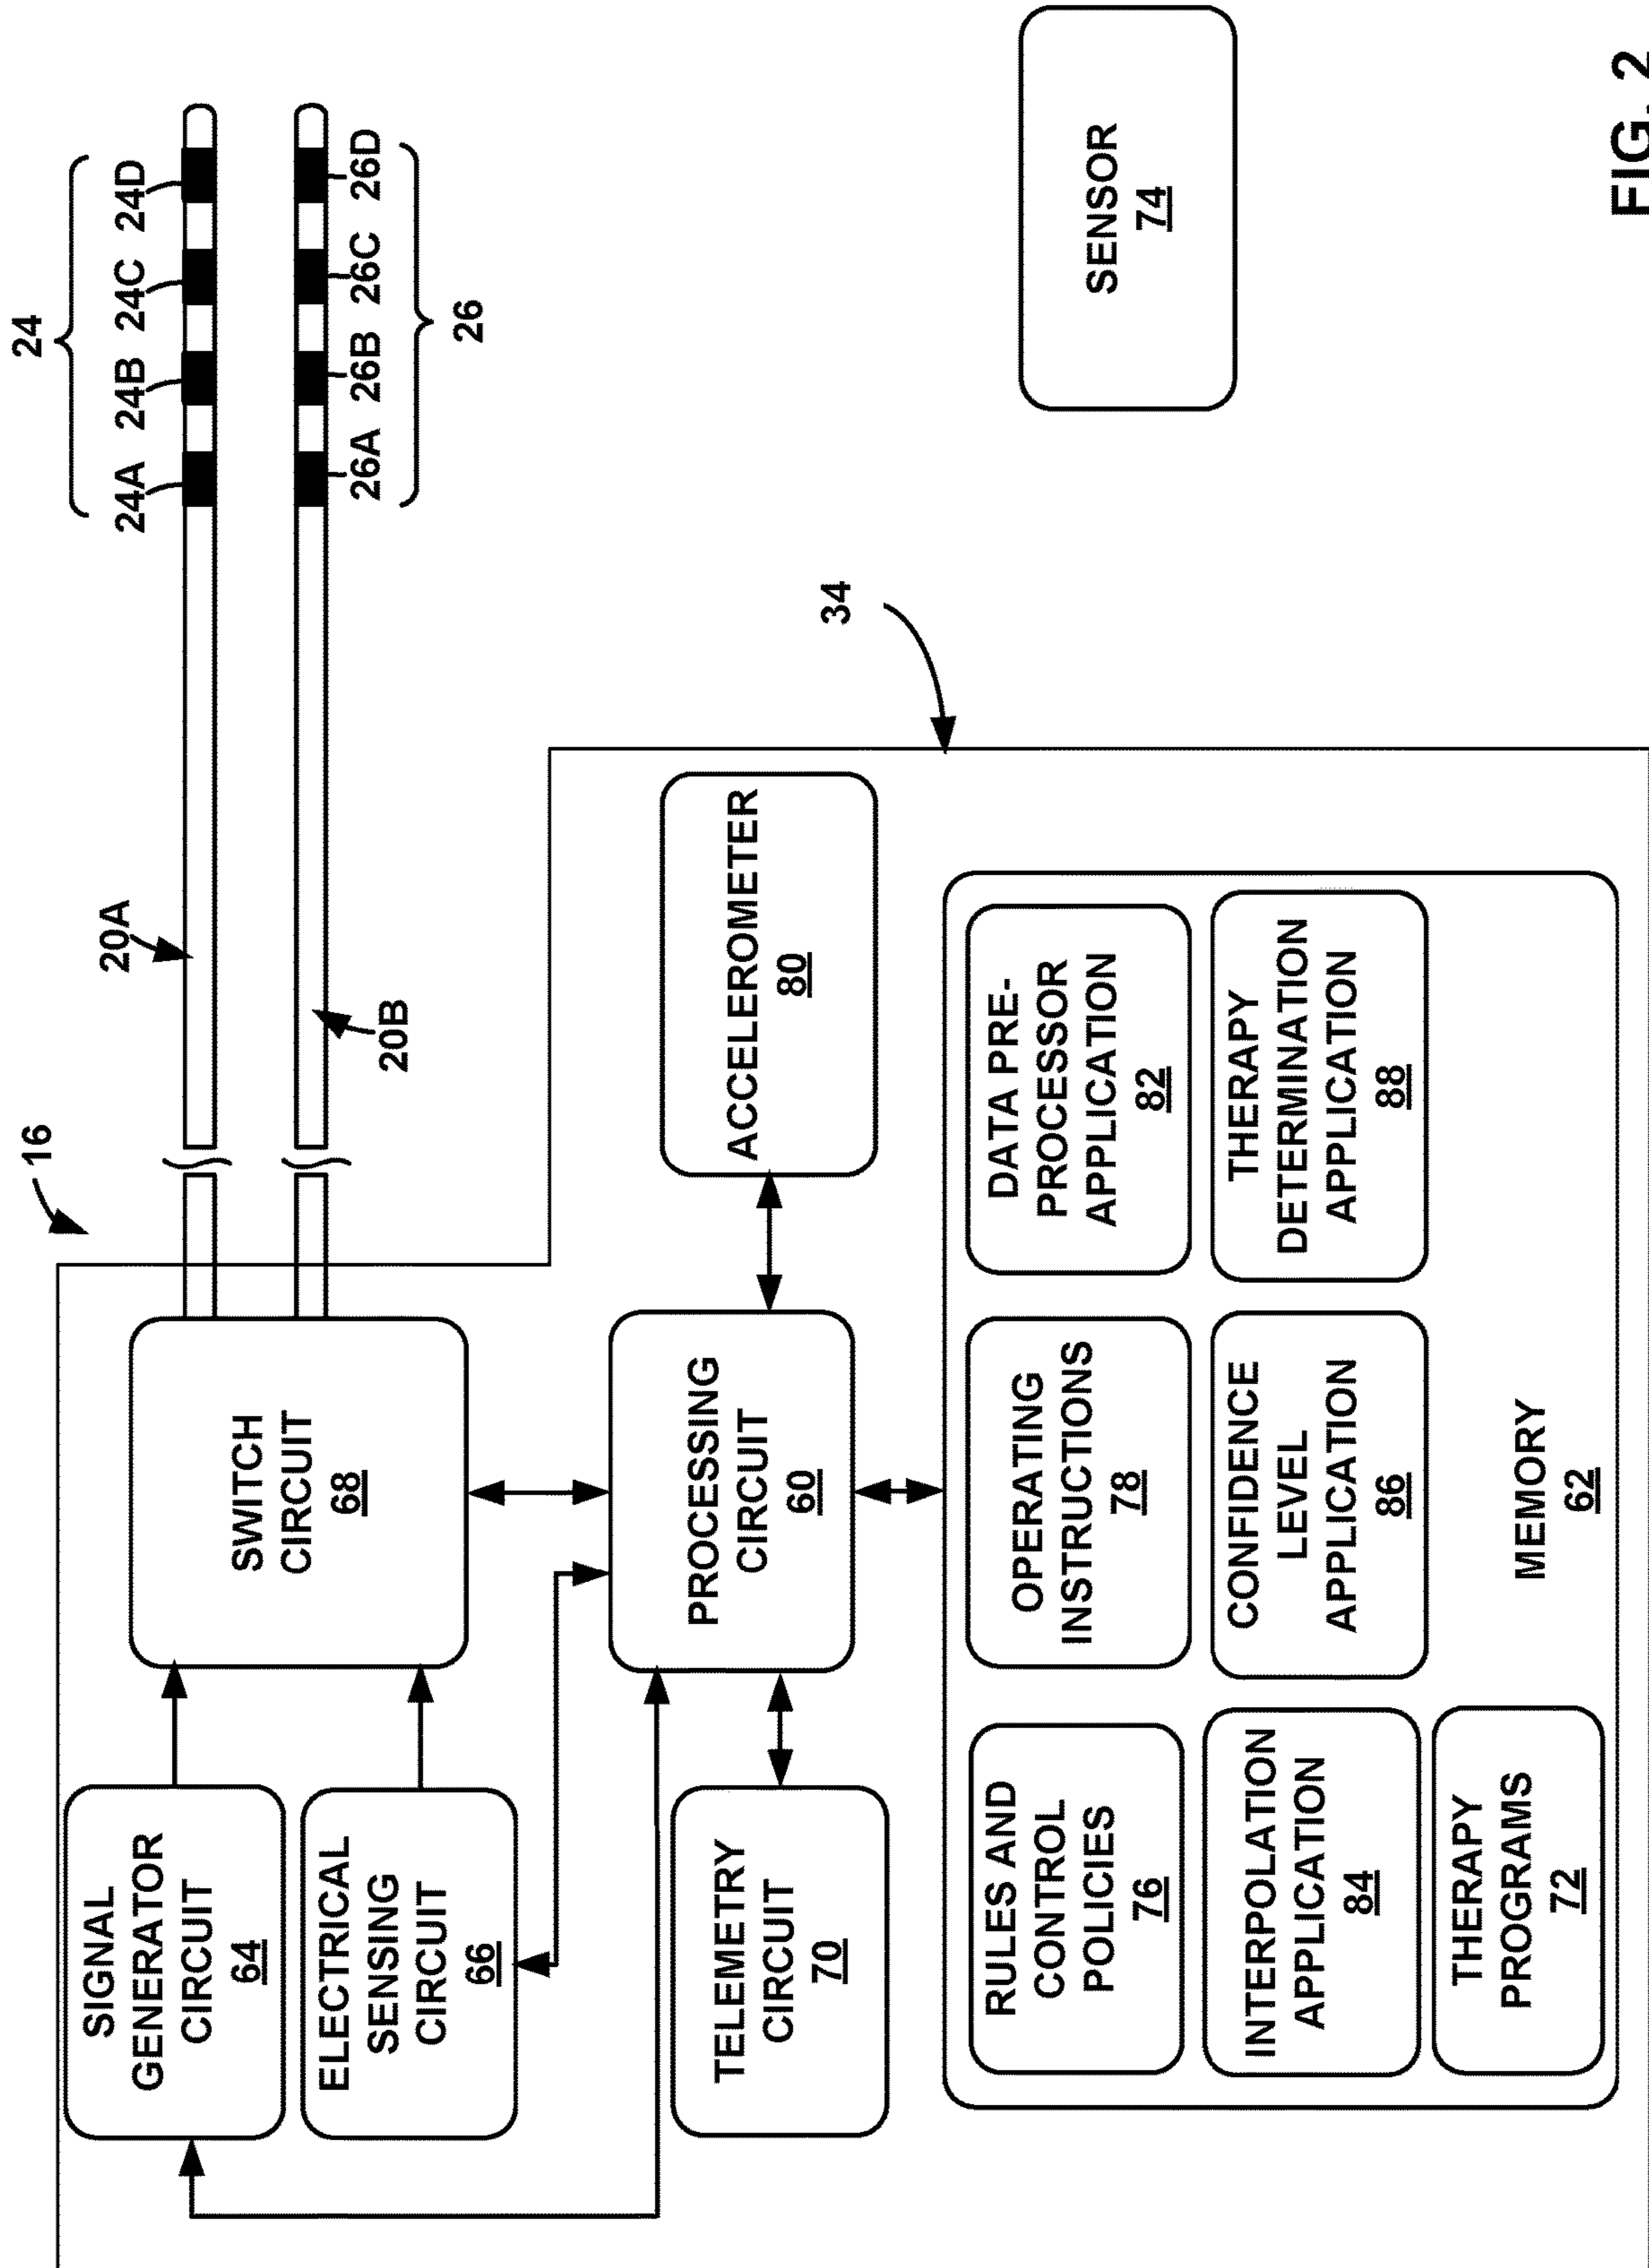 16
20A
24
24A 24B 24C 24D
20B
26A 26B 26C 26D
26
SIGNAL
GENERATOR
CIRCUIT
64
ELECTRICAL
SENSING
CIRCUIT
66
SWITCH
CIRCUIT
68
TELEMETRY
CIRCUIT
70
PROCESSING
CIRCUIT
60
ACCELEROMETER
80
34
SENSOR
74
RULES AND
CONTROL
POLICIES
76
OPERATING
INSTRUCTIONS
78
DATA PRE-
PROCESSOR
APPLICATION
82
INTERPOLATION
APPLICATION
84
CONFIDENCE
LEVEL
APPLICATION
86
THERAPY
DETERMINATION
APPLICATION
88
THERAPY
PROGRAMS
72
MEMORY
62
FIG. 2